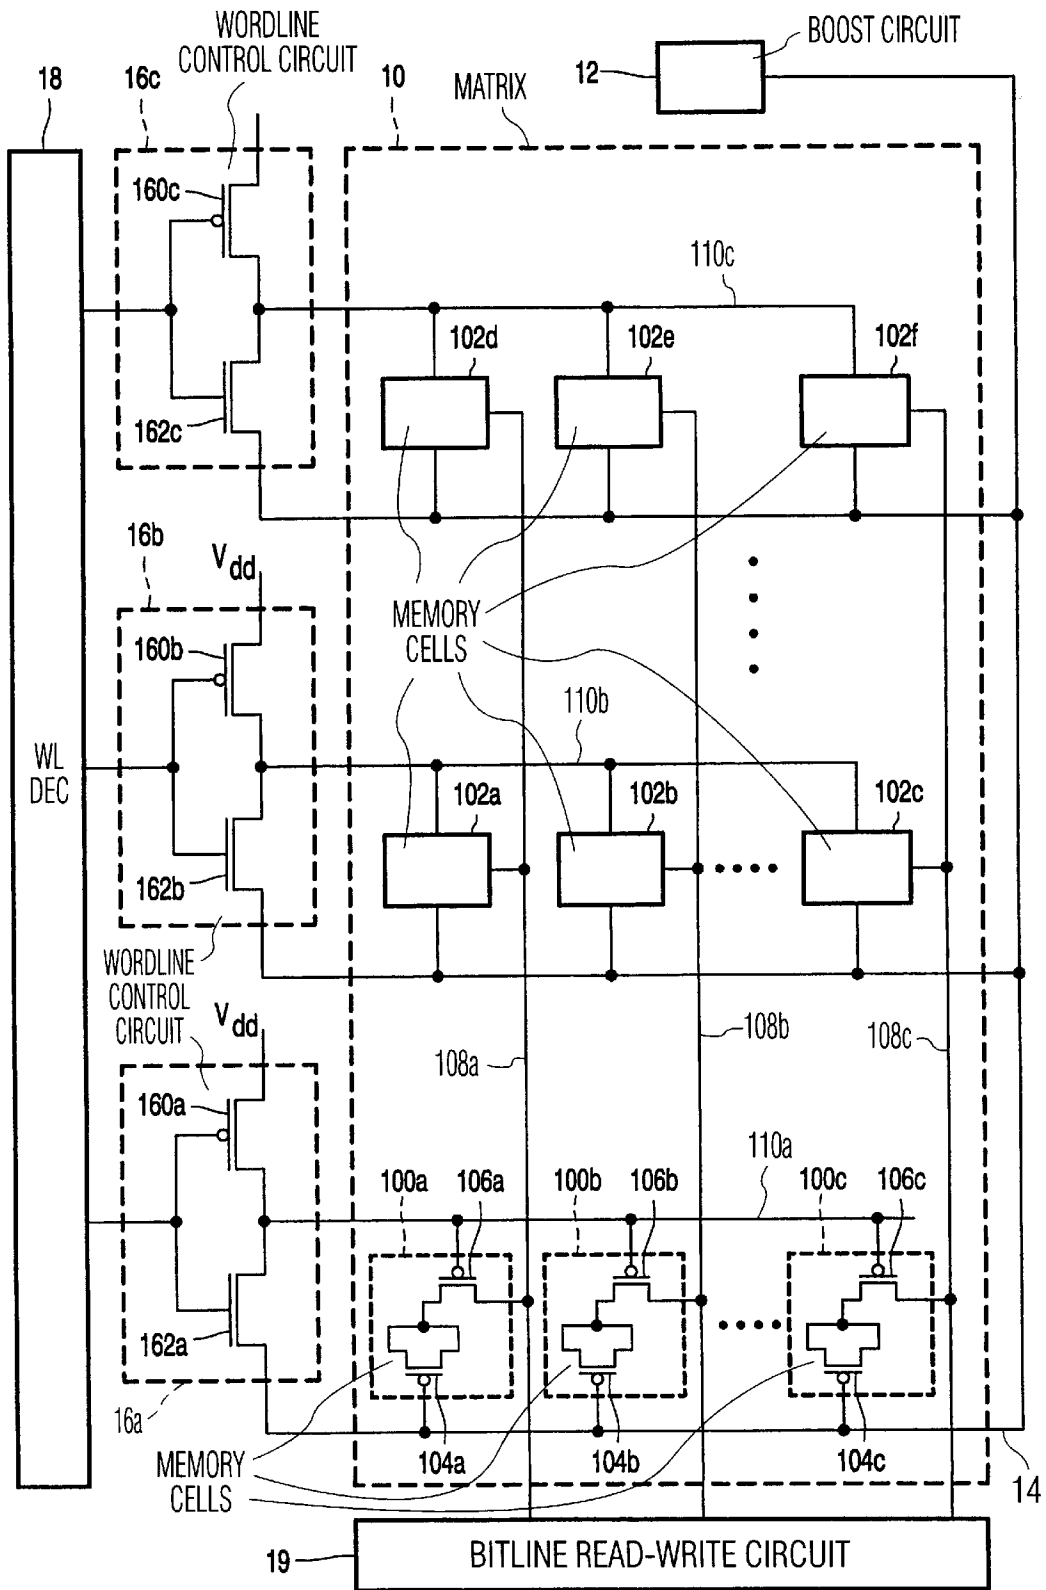 WORDLINE
CONTROL CIRCUIT
BOOST CIRCUIT
18
16c
10
MATRIX
12
160c
110c
102d
102e
102f
162c
16b
Vdd
MEMORY
CELLS
160b
110b
WL
DEC
102a
102b
102c
162b
WORDLINE
CONTROL
CIRCUIT
Vdd
108a
108b
108c
160a
110a
100a
106a
100b
106b
100c
106c
162a
16a
MEMORY
CELLS
104a
104b
104c
14
19
BITLINE READ-WRITE CIRCUIT